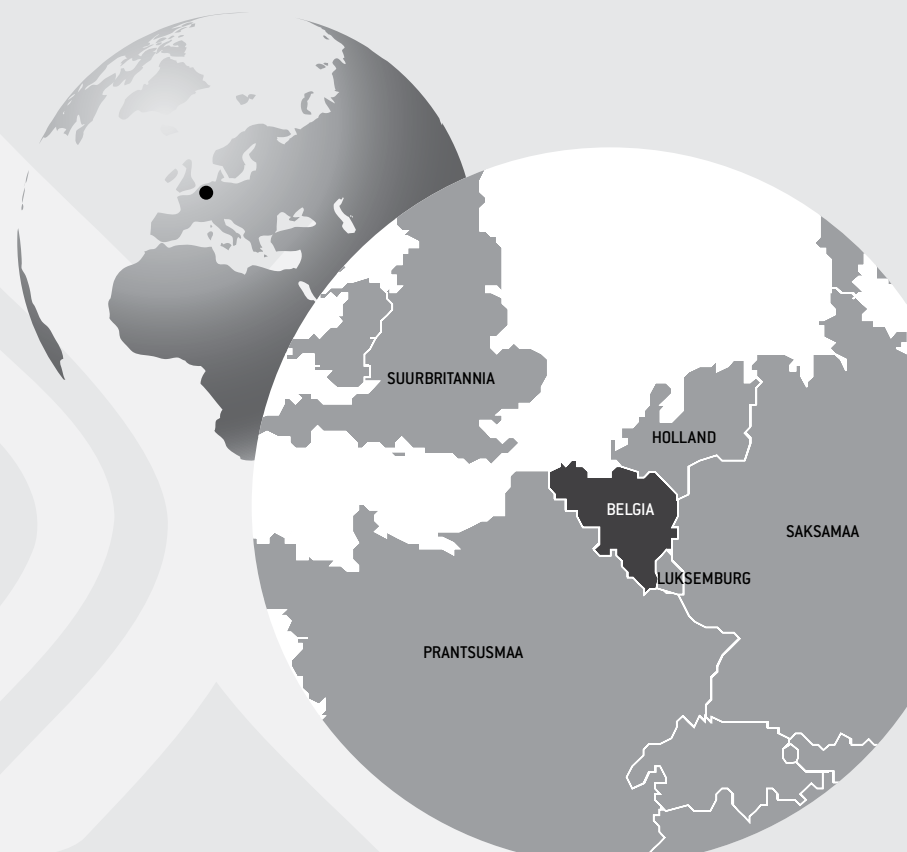 SUURBRITANNIA
HOLLAND
BELGIA
SAKSAMAA
LUKSEMBURG
PRANTSUSMAA